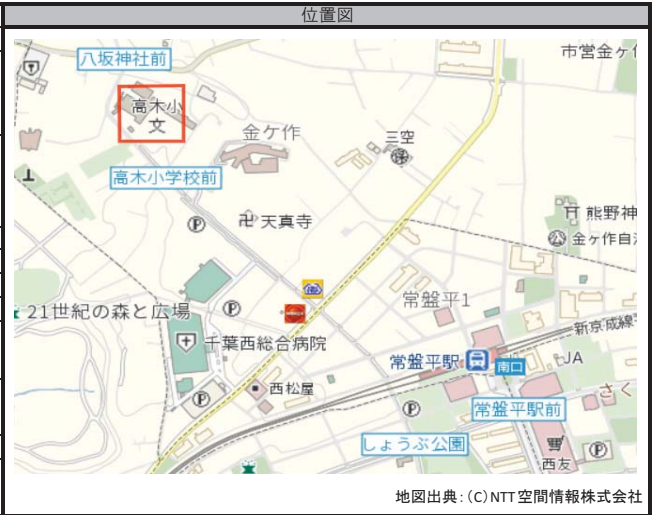 位置図
八坂神社前
市営金ヶ作
高木小
文
金ケ作
三空
高木小学校前
卍 天真寺
熊野神
金ヶ作自治
21世紀の森と広場
常盤平1
千葉西総合病院
新京成線
常盤平駅
南口
JA
さく
西松屋
常盤平駅前
しょうぶ公園
西友
地図出典:(C)NTT空間情報株式会社